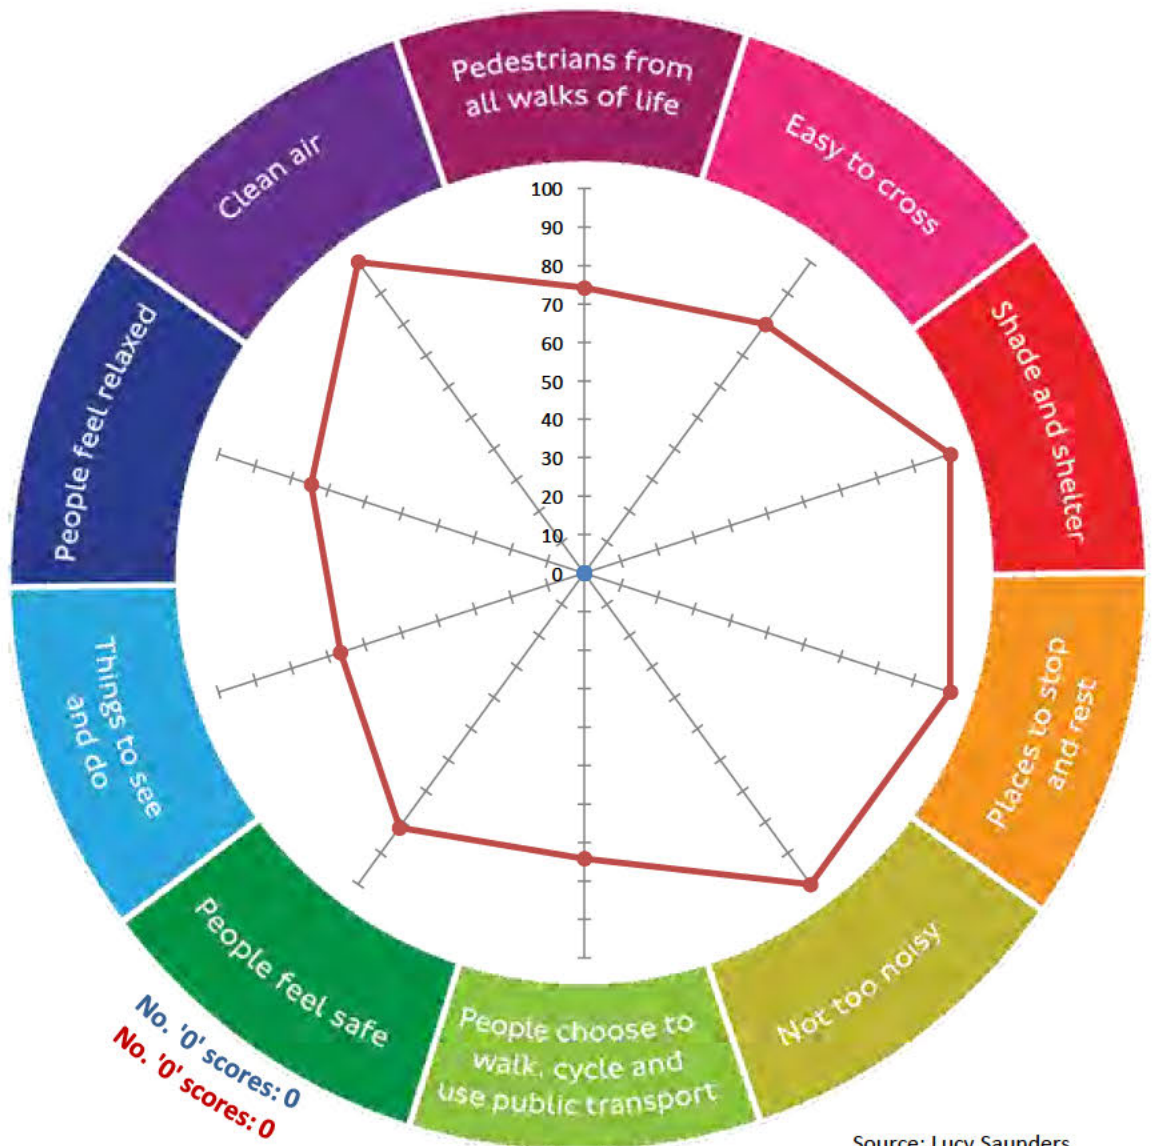 Pedestrians from
all walks of life
Easy to cross
Shade and shelter
Places to stop
and rest
Not too noisy
People choose to
walk, cycle and
use public transport
People feel safe
Things to see
and do
People feel relaxed
Clean air
100
90
80
70
60
50
40
30
20
10
0
No. '0' scores: 0
No. '0' scores: 0
Source: Lucy Saunders